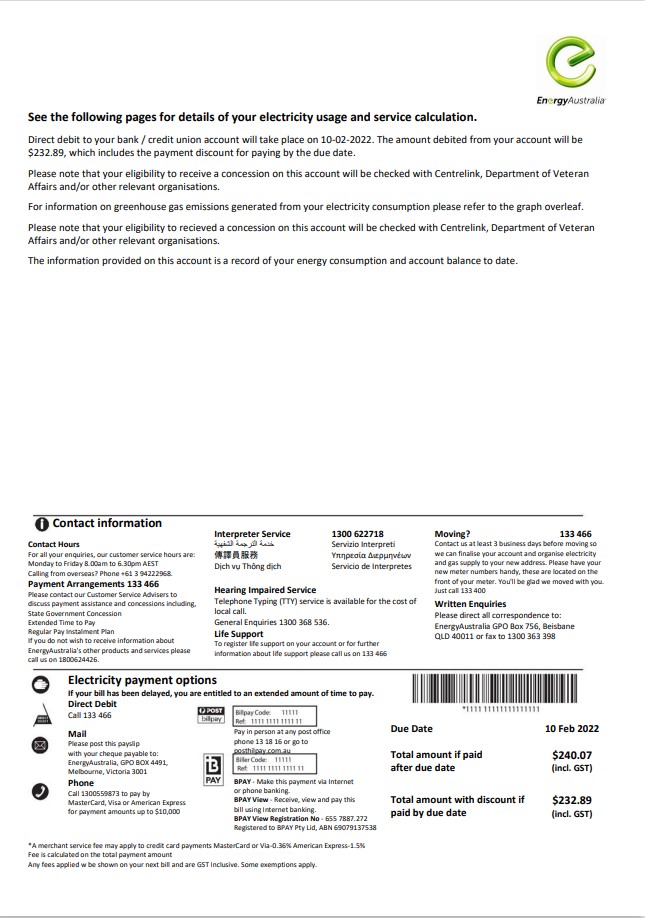 EnergyAustralia
See the following pages for details of your electricity usage and service calculation.
Direct debit to your bank / credit union account will take place on 10-02-2022. The amount debited from your account will be
$232.89, which includes the payment discount for paying by the due date.
Please note that your eligibility to receive a concession on this account will be checked with Centrelink, Department of Veteran
Affairs and/or other relevant organisations.
For information on greenhouse gas emissions generated from your electricity consumption please refer to the graph overleaf.
Please note that your eligibility to recieved a concession on this account will be checked with Centrelink, Department of Veteran
Affairs and/or other relevant organisations.
The information provided on this account is a record of your energy consumption and account balance to date.
Contact information
Contact Hours
For all your enquiries, our customer service hours are:
Monday to Friday 8.00am to 6.30pm AEST
Calling from overseas? Phone +61 3 94222968.
Payment Arrangements 133 466
Please contact our Customer Service Advisers to
discuss payment assistance and concessions including,
State Government Concession
Extended Time to Pay
Regular Pay Instalment Plan
If you do not wish to receive information about
EnergyAustralia's other products and services please
call us on 1800624426.
Interpreter Service 1300 622718
خدمة الترجمة الشفهية Servizio Interpreti
傳譯員服務 Υπηρεσία Διερμηνέων
Dịch vụ Thông dịch Servicio de Interpretes
Hearing Impaired Service
Telephone Typing (TTY) service is available for the cost of
local call.
General Enquiries 1300 368 536.
Life Support
To register life support on your account or for further
information about life support please call us on 133 466
Moving? 133 466
Contact us at least 3 business days before moving so
we can finalise your account and organise electricity
and gas supply to your new address. Please have your
new meter numbers handy, these are located on the
front of your meter. You'll be glad we moved with you.
Just call 133 400
Written Enquiries
Please direct all correspondence to:
EnergyAustralia GPO Box 756, Beisbane
QLD 40011 or fax to 1300 363 398
Electricity payment options
If your bill has been delayed, you are entitled to an extended amount of time to pay.
Direct Debit
Call 133 466
Mail
Please post this payslip
with your cheque payable to:
EnergyAustralia, GPO BOX 4491,
Melbourne, Victoria 3001
Phone
Call 1300559873 to pay by
MasterCard, Visa or American Express
for payment amounts up to $10,000
POST
billpay
Billpay Code: 11111
Ref: 1111 1111 1111 11
Pay in person at any post office
phone 13 18 16 or go to
posthilpay.com.au
B
PAY
Biller Code: 11111
Ref: 1111 1111 1111 11
BPAY - Make this payment via Internet
or phone banking.
BPAY View - Receive, view and pay this
bill using Internet banking.
BPAY View Registration No - 655 7887.272
Registered to BPAY Pty Lid, ABN 69079137538
Due Date 10 Feb 2022
Total amount if paid $240.07
after due date (incl. GST)
Total amount with discount if $232.89
paid by due date (incl. GST)
*A merchant service fee may apply to credit card payments MasterCard or Via-0.36% American Express-1.5%
Fee is calculated on the total payment amount
Any fees applied w be shown on your next bill and are GST Inclusive. Some exemptions apply.